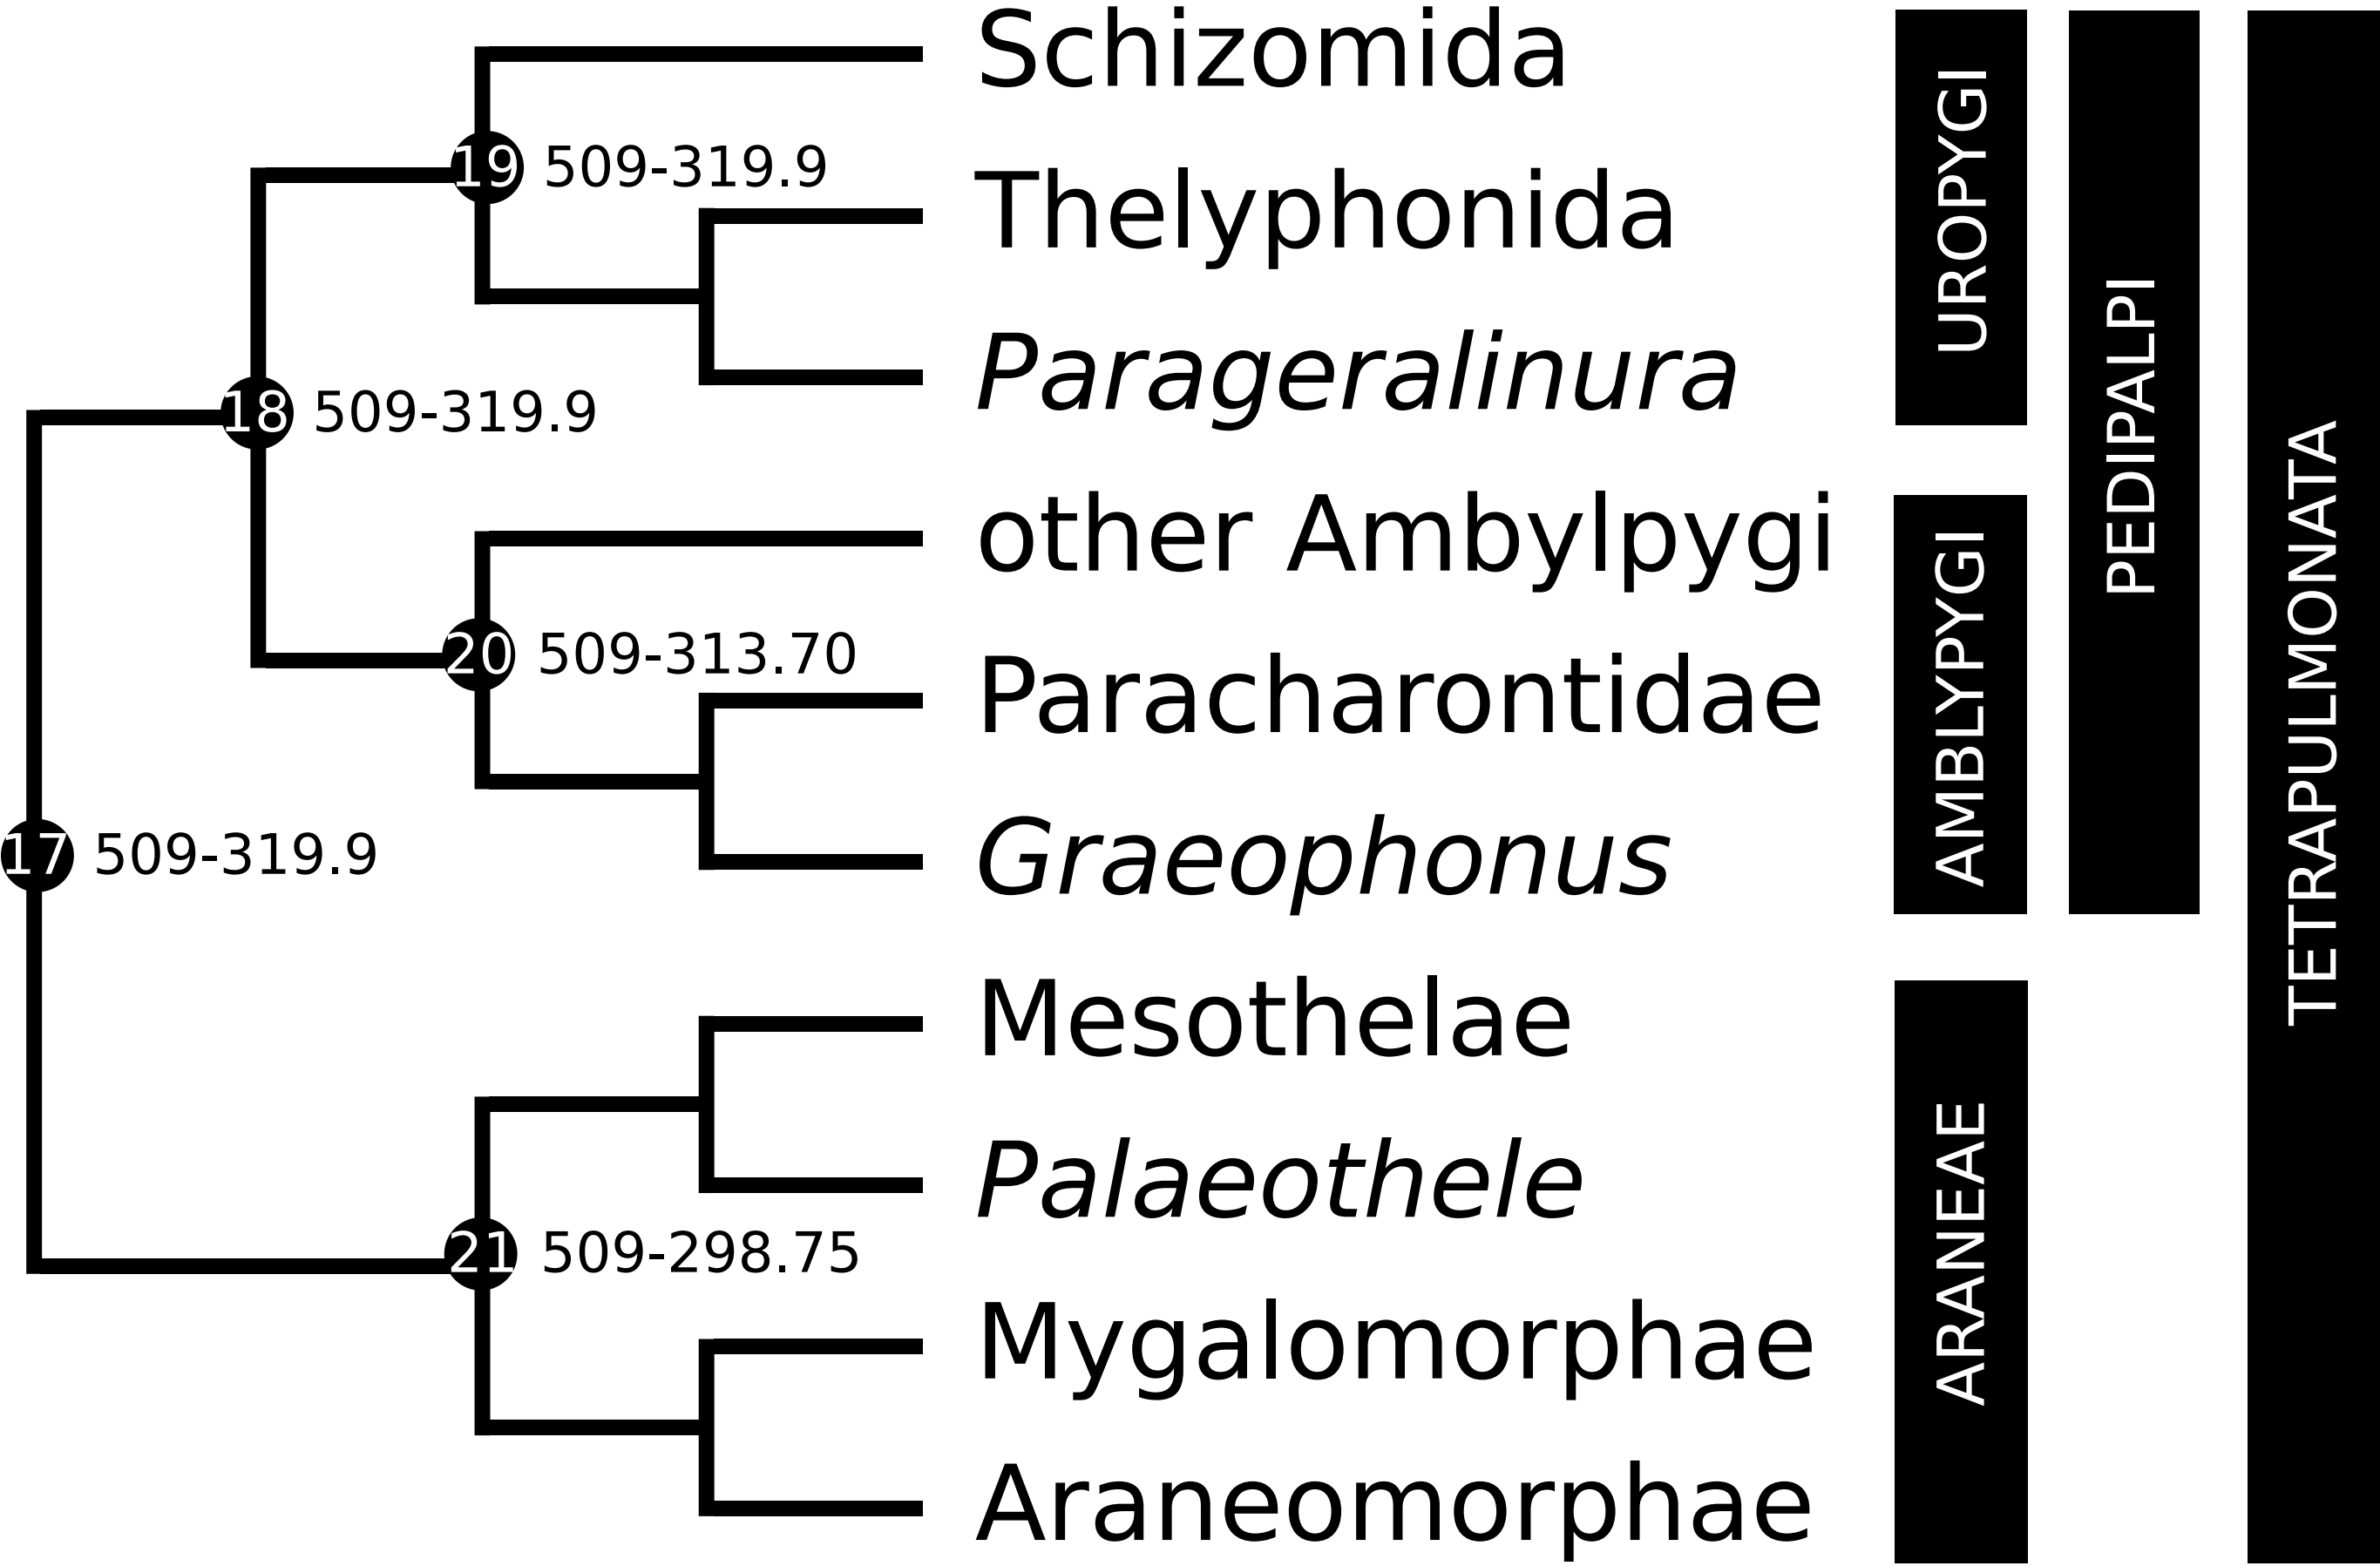 Schizomida
19 509-319.9
Thelyphonida
Parageralinura
18 509-319.9
other Ambylpygi
20 509-313.70
Paracharontidae
17 509-319.9
Graeophonus
Mesothelae
Palaeothele
21 509-298.75
Mygalomorphae
Araneomorphae
UROPYGI
AMBLYPYGI
ARANEAE
PEDIPALPI
TETRAPULMONATA